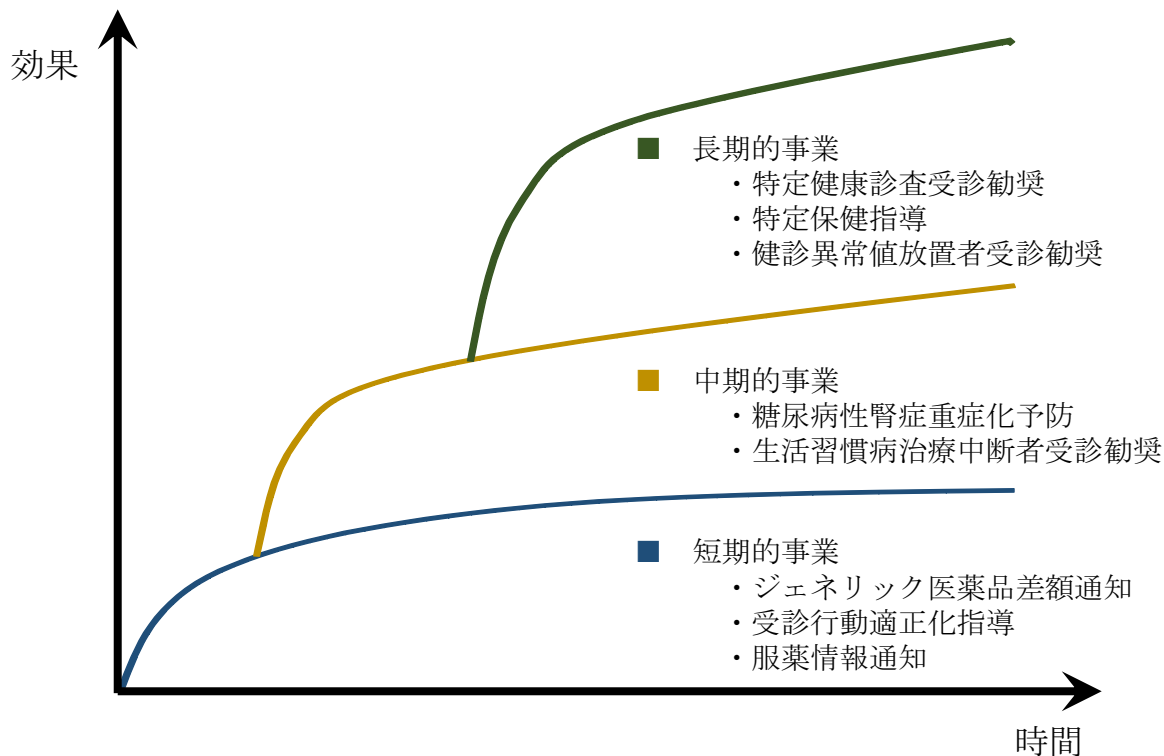 効果
■ 長期的事業
・特定健康診査受診勧奨
・特定保健指導
・健診異常値放置者受診勧奨
■ 中期的事業
・糖尿病性腎症重症化予防
・生活習慣病治療中断者受診勧奨
■ 短期的事業
・ジェネリック医薬品差額通知
・受診行動適正化指導
・服薬情報通知
時間